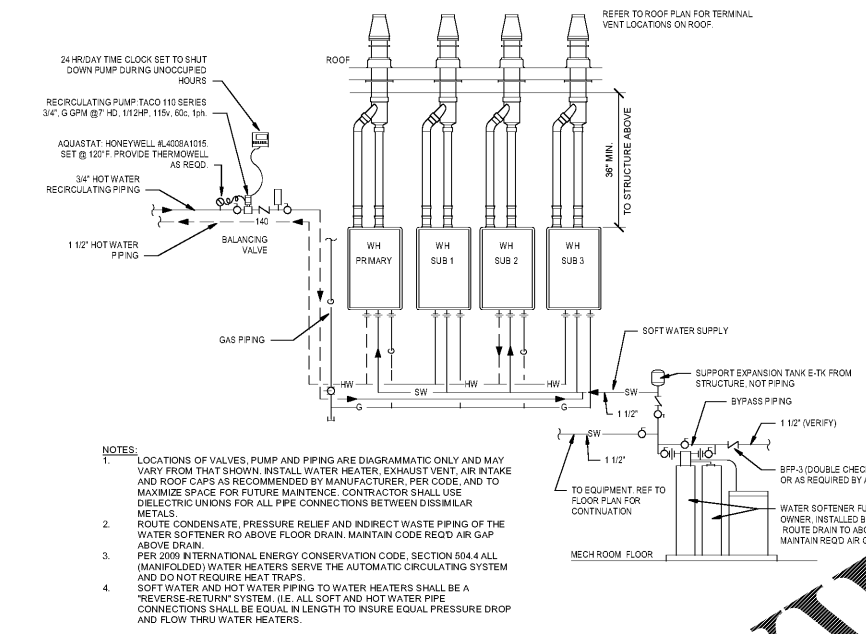 REFER TO ROOF PLAN FOR TERMINAL
VENT LOCATIONS ON ROOF.
ROOF
24 HR/DAY TIME CLOCK SET TO SHUT
DOWN PUMP DURING UNOCCUPIED
HOURS
RECIRCULATING PUMP:TACO 110 SERIES
3/4", G GPM @7' HD, 1/12HP, 115v, 60c, 1ph.
AQUASTAT: HONEYWELL #L4008A1015.
SET @ 120°F. PROVIDE THERMOWELL
AS REQD.
3/4" HOT WATER
RECIRCULATING PIPING
140
1 1/2" HOT WATER
PIPING
BALANCING
VALVE
36" MIN.
TO STRUCTURE ABOVE
WH
PRIMARY
WH
SUB 1
WH
SUB 2
WH
SUB 3
G
G
G
GAS PIPING
SOFT WATER SUPPLY
HW
HW
HW
SW
SW
G
G
1 1/2"
SUPPORT EXPANSION TANK E-TK FROM
STRUCTURE, NOT PIPING
BYPASS PIPING
1 1/2" (VERIFY)
SW
1 1/2"
BFP-3 (DOUBLE CHEC
OR AS REQUIRED BY A
TO EQUIPMENT. REF TO
FLOOR PLAN FOR
CONTINUATION
WATER SOFTENER FU
OWNER, INSTALLED B
ROUTE DRAIN TO ABO
MAINTAIN REQ'D AIR G
MECH ROOM FLOOR
NOTES:
1. LOCATIONS OF VALVES, PUMP AND PIPING ARE DIAGRAMMATIC ONLY AND MAY
VARY FROM THAT SHOWN. INSTALL WATER HEATER, EXHAUST VENT, AIR INTAKE
AND ROOF CAPS AS RECOMMENDED BY MANUFACTURER, PER CODE, AND TO
MAXIMIZE SPACE FOR FUTURE MAINTENCE. CONTRACTOR SHALL USE
DIELECTRIC UNIONS FOR ALL PIPE CONNECTIONS BETWEEN DISSIMILAR
METALS.
2. ROUTE CONDENSATE, PRESSURE RELIEF AND INDIRECT WASTE PIPING OF THE
WATER SOFTENER RO ABOVE FLOOR DRAIN. MAINTAIN CODE REQ'D AIR GAP
ABOVE DRAIN.
3. PER 2009 INTERNATIONAL ENERGY CONSERVATION CODE, SECTION 504.4 ALL
(MANIFOLDED) WATER HEATERS SERVE THE AUTOMATIC CIRCULATING SYSTEM
AND DO NOT REQUIRE HEAT TRAPS.
4. SOFT WATER AND HOT WATER PIPING TO WATER HEATERS SHALL BE A
"REVERSE-RETURN" SYSTEM. (I.E. ALL SOFT AND HOT WATER PIPE
CONNECTIONS SHALL BE EQUAL IN LENGTH TO INSURE EQUAL PRESSURE DROP
AND FLOW THRU WATER HEATERS.